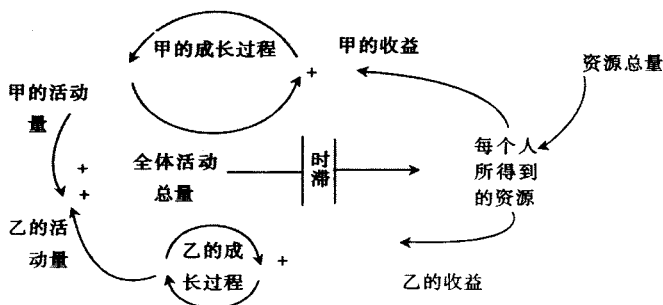 甲的成长过程
+
甲的收益
资源总量
甲的活动
量
每个人
所得到
的资源
+
全体活动
总量
时
滞
+
乙的活
动量
乙的成
长过程
+
乙的收益